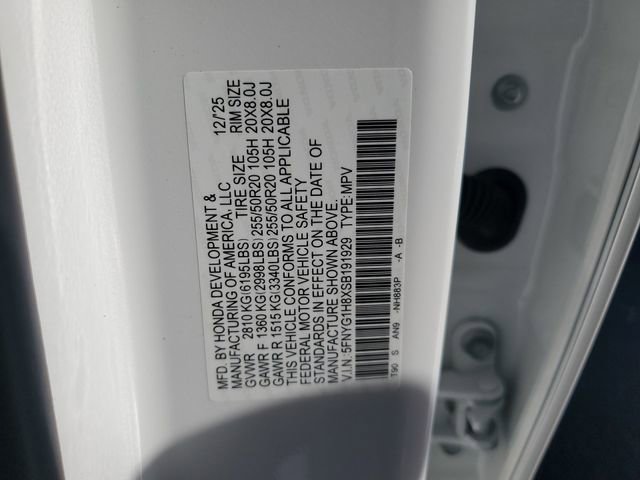 MFD. BY HONDA DEVELOPMENT & 12/'25
MANUFACTURING OF AMERICA, LLC
TIRE SIZE RIM SIZE
GVWR 2810 KG(6195LBS)
GAWR F 1360 KG(2998LBS) 255/50R20 105H 20X8.0J
GAWR R 1515 KG(3340LBS) 255/50R20 105H 20X8.0J
THIS VEHICLE CONFORMS TO ALL APPLICABLE
FEDERAL MOTOR VEHICLE SAFETY
STANDARDS IN EFFECT ON THE DATE OF
MANUFACTURE SHOWN ABOVE.
V.I.N: 5FNYG1H8XSB191929 TYPE:MPV
T90 S AN9 -NH883P -A -B